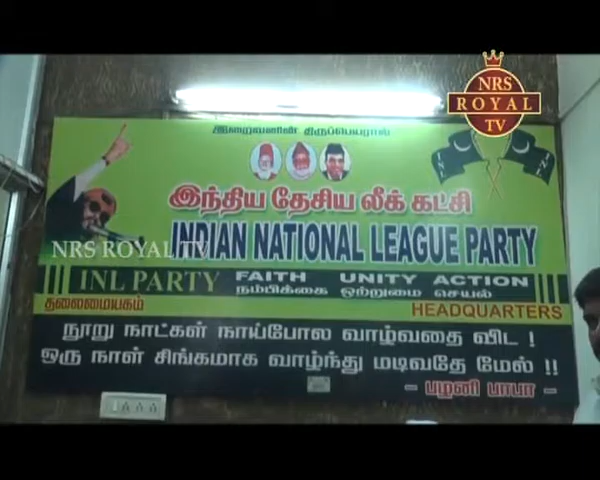 NRS
ROYAL
TV
இறைவனின் திருப்பெயரால்
இந்திய தேசிய லீக் கட்சி
INDIAN NATIONAL LEAGUE PARTY
NRS ROYAL TV
INL PARTY
FAITH UNITY ACTION
நம்பிக்கை ஒற்றுமை செயல்
தலைமையகம்
HEADQUARTERS
நூறு நாட்கள் நாய்போல வாழ்வதை விட !
ஒரு நாள் சிங்கமாக வாழ்ந்து மடிவதே மேல் !!
- பழனி பாபா -